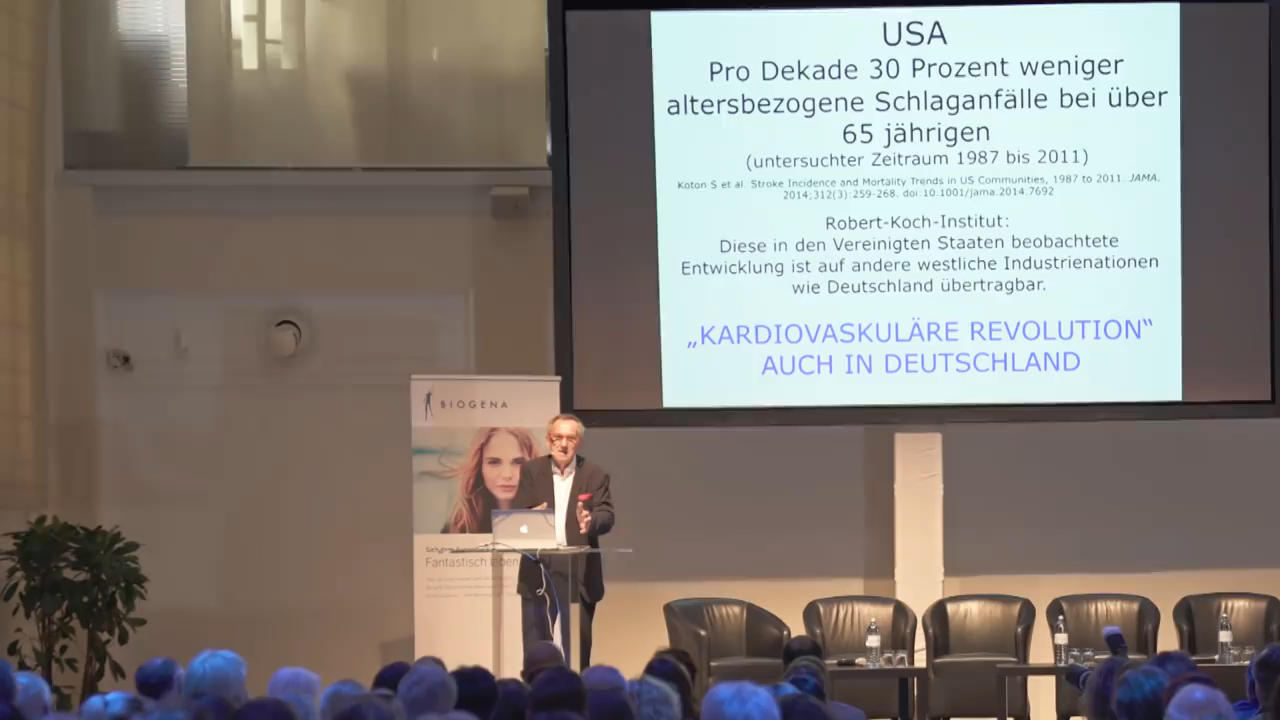 USA
Pro Dekade 30 Prozent weniger
altersbezogene Schlaganfälle bei über
65 jährigen
(untersuchter Zeitraum 1987 bis 2011)
Koton S et al. Stroke Incidence and Mortality Trends in US Communities, 1987 to 2011. JAMA.
2014;312(3):259-268. doi:10.1001/jama.2014.7692
Robert-Koch-Institut:
Diese in den Vereinigten Staaten beobachtete
Entwicklung ist auf andere westliche Industrienationen
wie Deutschland übertragbar.
„KARDIOVASKULÄRE REVOLUTION“
AUCH IN DEUTSCHLAND
BIOGENA
Fantastisch leben